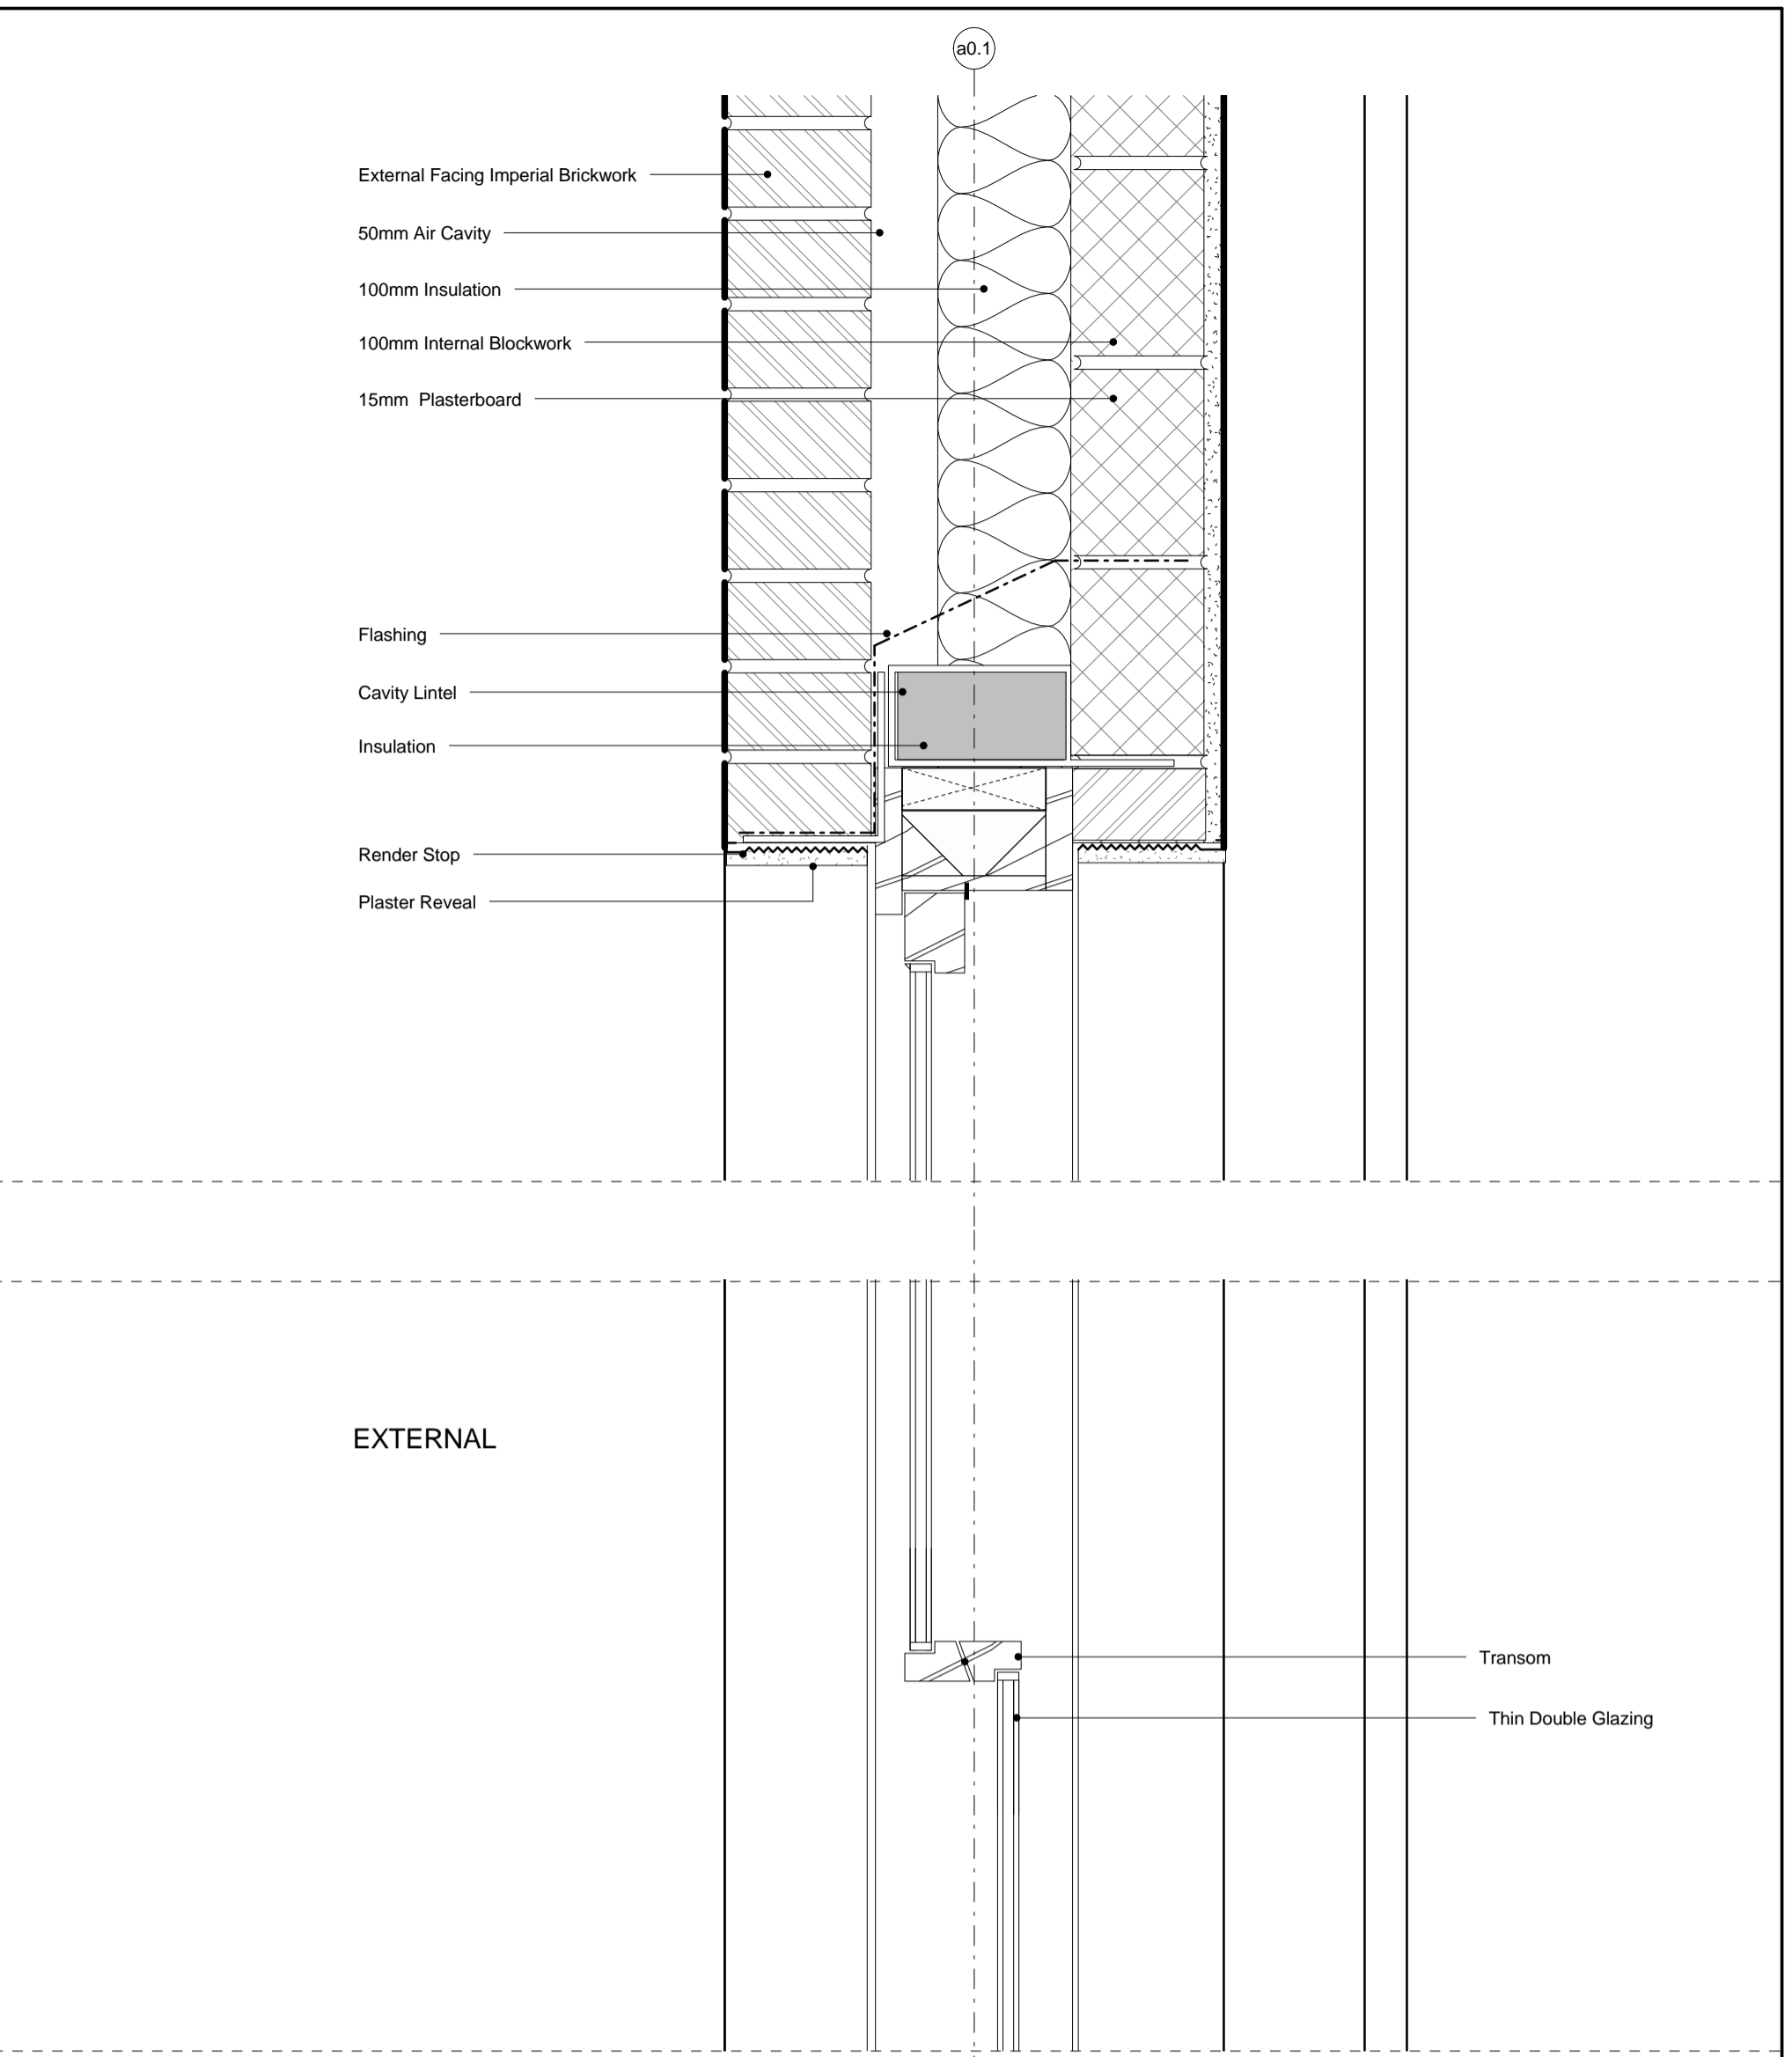 a0.1
External Facing Imperial Brickwork
50mm Air Cavity
100mm Insulation
100mm Internal Blockwork
15mm  Plasterboard
Flashing
Cavity Lintel
Insulation
Render Stop
Plaster Reveal
EXTERNAL
Transom
Thin Double Glazing